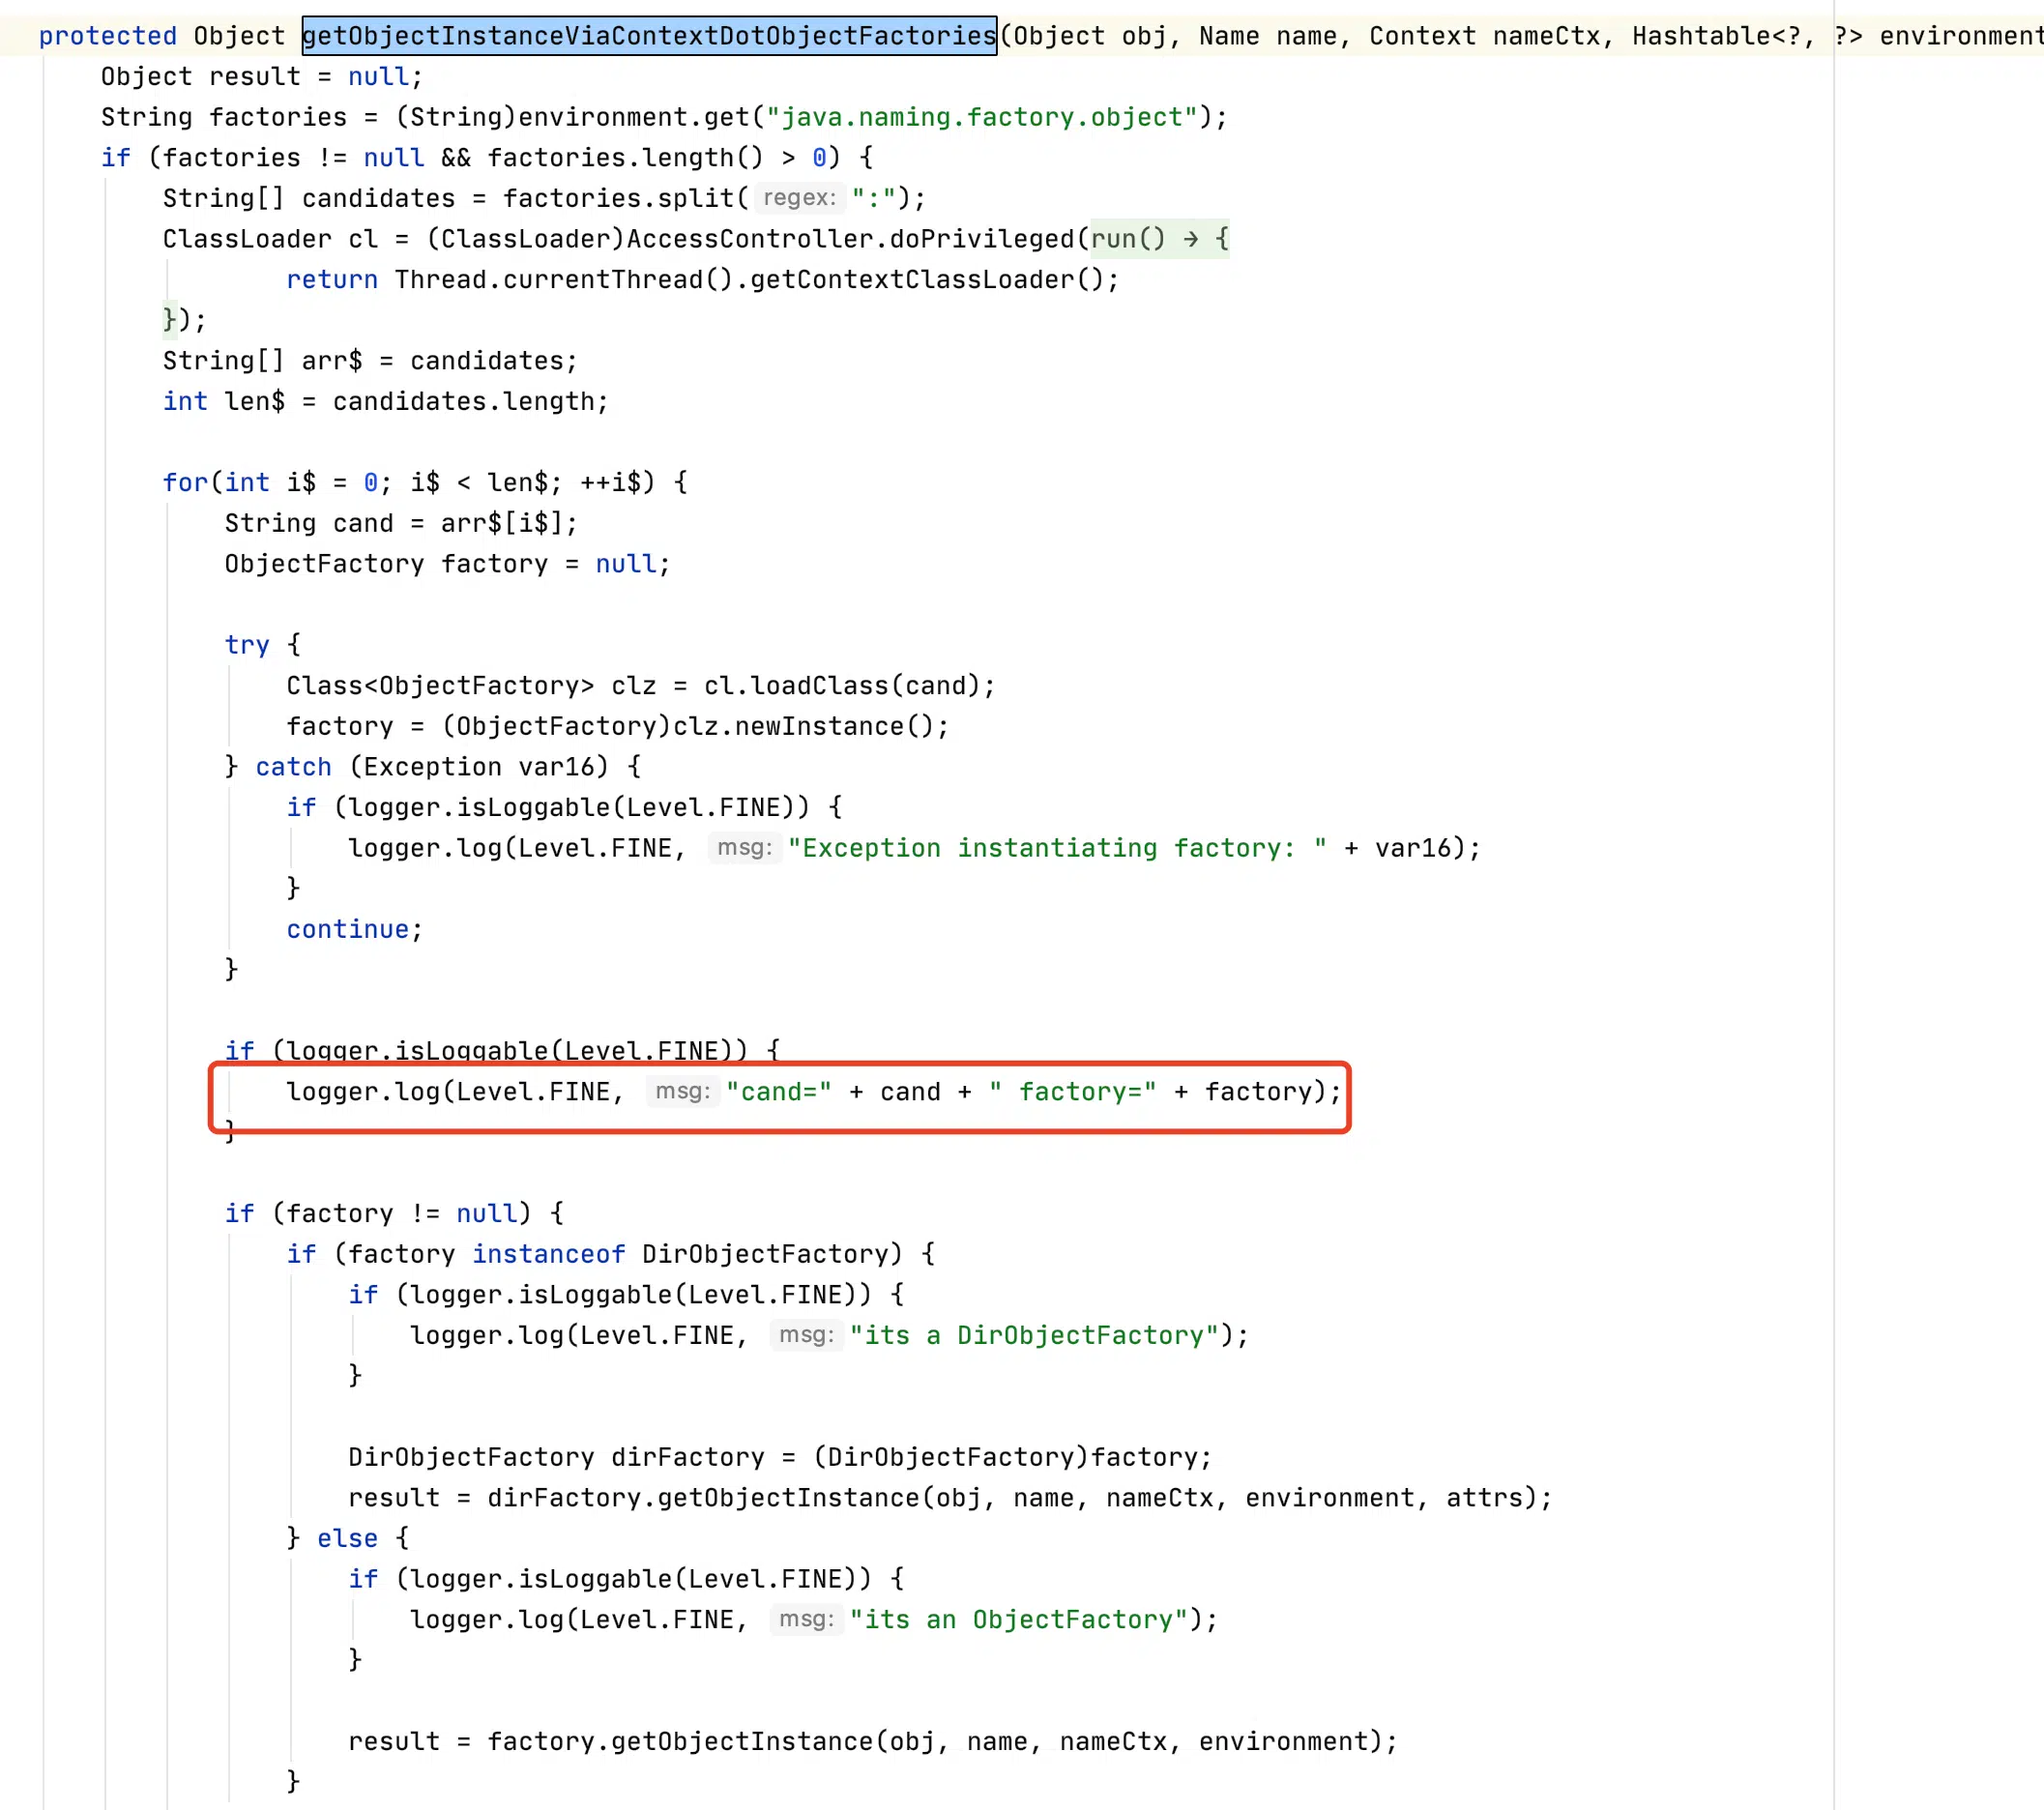 protected Object getObjectInstanceViaContextDotObjectFactories(Object obj, Name name, Context nameCtx, Hashtable<?, ?> environment
Object result = null;
String factories = (String)environment.get("java.naming.factory.object");
if (factories != null && factories.length() > 0) {
String[] candidates = factories.split( regex: ":");
ClassLoader cl = (ClassLoader)AccessController.doPrivileged(run() → {
return Thread.currentThread().getContextClassLoader();
});
String[] arr$ = candidates;
int len$ = candidates.length;
for(int i$ = 0; i$ < len$; ++i$) {
String cand = arr$[i$];
ObjectFactory factory = null;
try {
Class<ObjectFactory> clz = cl.loadClass(cand);
factory = (ObjectFactory)clz.newInstance();
} catch (Exception var16) {
if (logger.isLoggable(Level.FINE)) {
logger.log(Level.FINE, msg: "Exception instantiating factory: " + var16);
}
continue;
}
if (logger.isLoggable(Level.FINE)) {
logger.log(Level.FINE, msg: "cand=" + cand + " factory=" + factory);
}
if (factory != null) {
if (factory instanceof DirObjectFactory) {
if (logger.isLoggable(Level.FINE)) {
logger.log(Level.FINE, msg: "its a DirObjectFactory");
}
DirObjectFactory dirFactory = (DirObjectFactory)factory;
result = dirFactory.getObjectInstance(obj, name, nameCtx, environment, attrs);
} else {
if (logger.isLoggable(Level.FINE)) {
logger.log(Level.FINE, msg: "its an ObjectFactory");
}
result = factory.getObjectInstance(obj, name, nameCtx, environment);
}